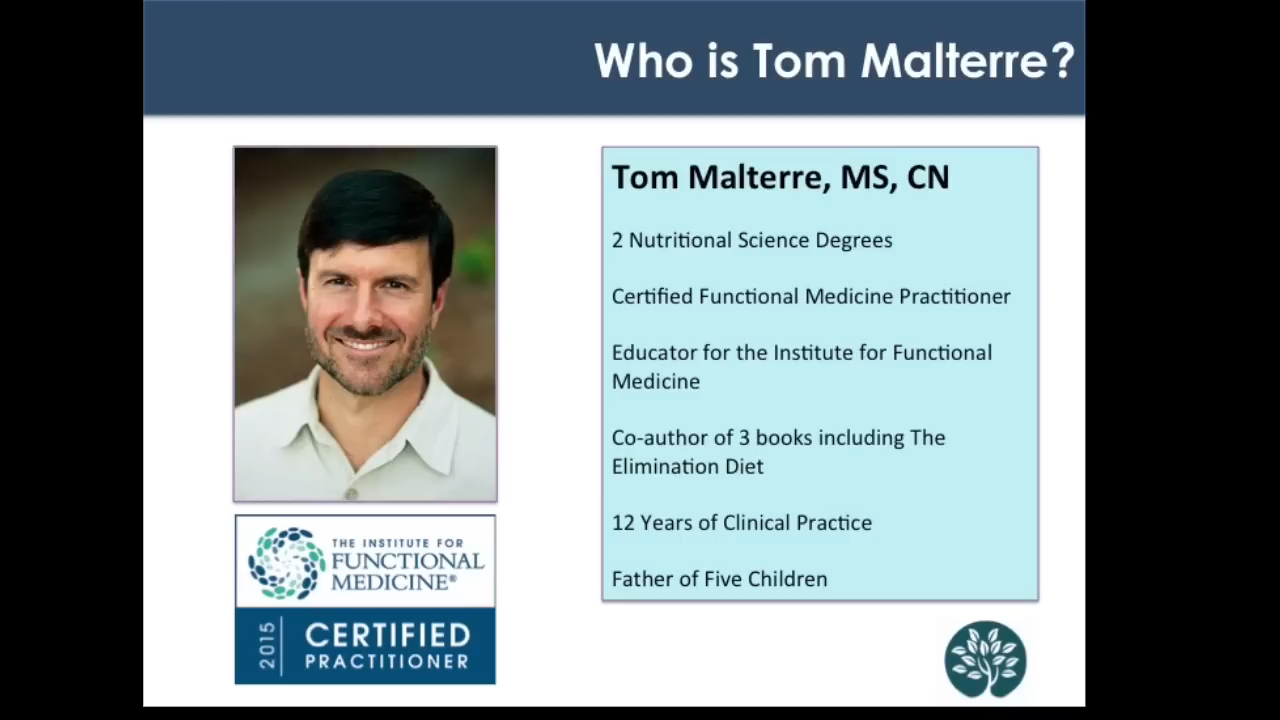 Who is Tom Malterre?
Tom Malterre, MS, CN
2 Nutritional Science Degrees
Certified Functional Medicine Practitioner
Educator for the Institute for Functional
Medicine
Co-author of 3 books including The
Elimination Diet
12 Years of Clinical Practice
Father of Five Children
THE INSTITUTE FOR
FUNCTIONAL
MEDICINE®
2015
CERTIFIED
PRACTITIONER